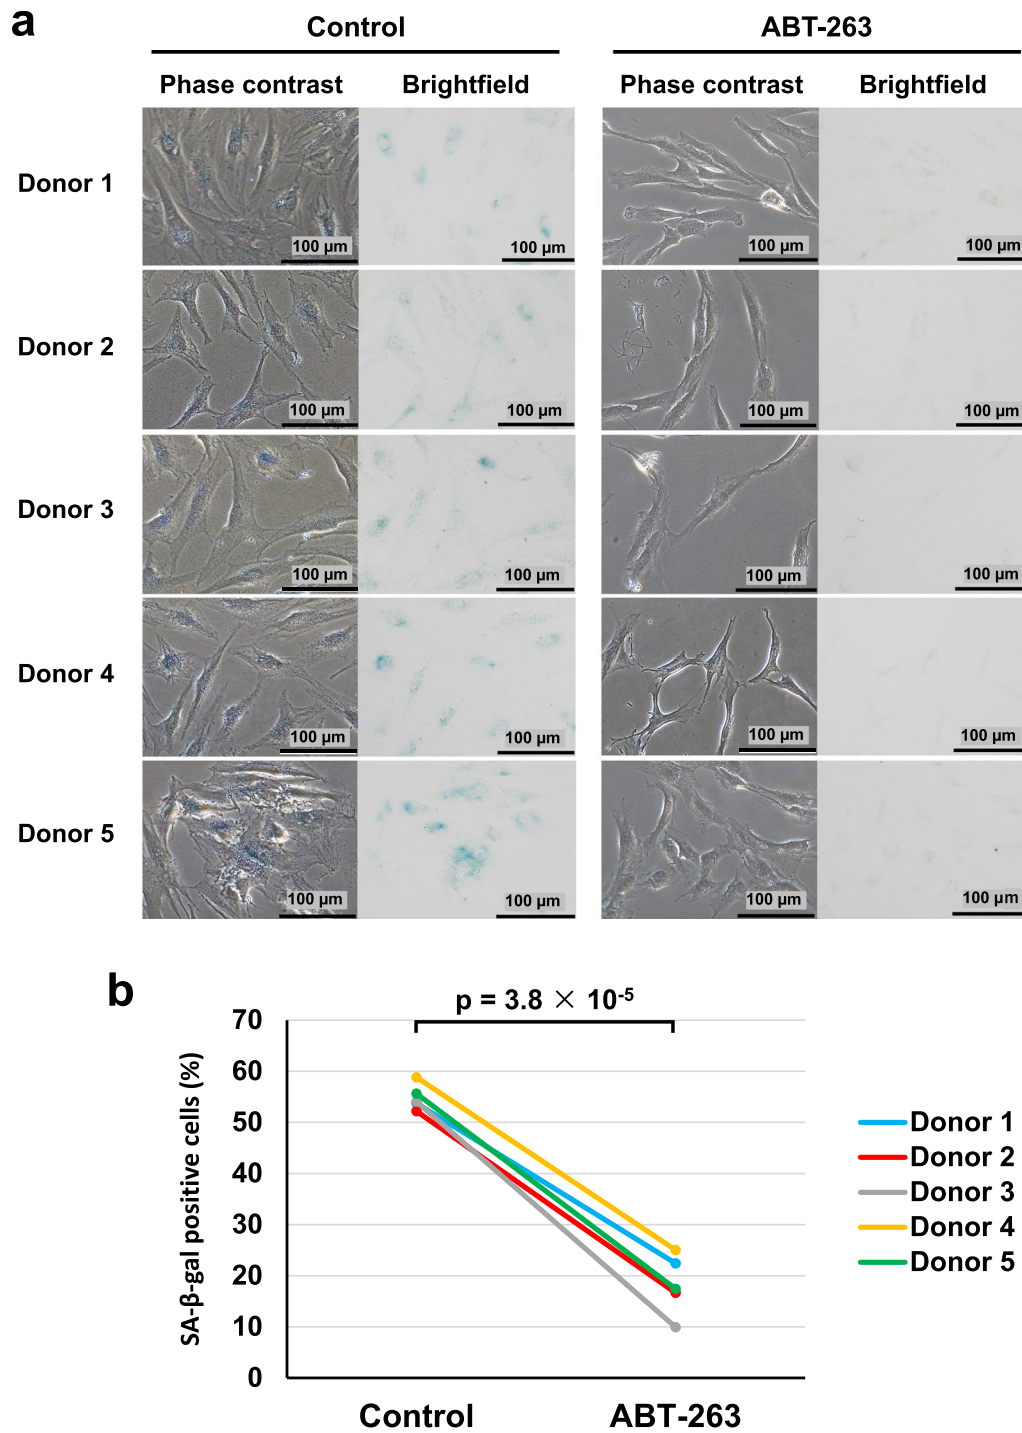 a
Control ABT-263
Phase contrast Brightfield Phase contrast Brightfield
Donor 1
100 µm 100 µm 100 µm 100 µm
Donor 2
100 µm 100 µm 100 µm 100 µm
Donor 3
100 µm 100 µm 100 µm 100 µm
Donor 4
100 µm 100 µm 100 µm 100 µm
Donor 5
100 µm 100 µm 100 µm 100 µm
b
p = 3.8 × 10-5
SA-β-gal positive cells (%)
70
60
50
40
30
20
10
0
Control ABT-263
Donor 1
Donor 2
Donor 3
Donor 4
Donor 5